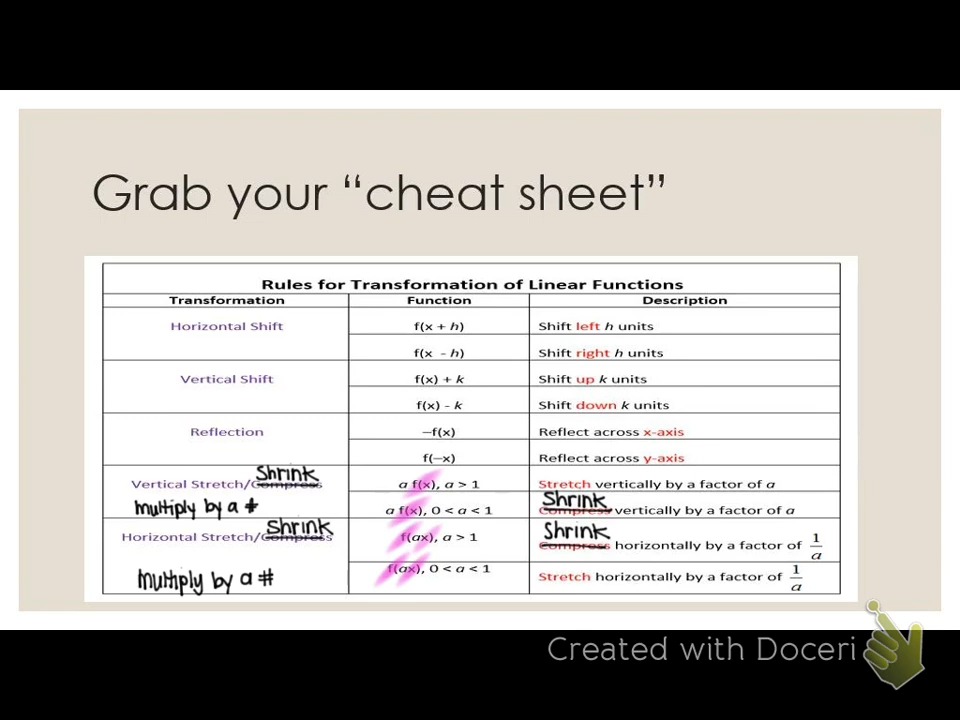 Grab your “cheat sheet”
Rules for Transformation of Linear Functions
Transformation Function Description
Horizontal Shift f(x + h) Shift left h units
f(x - h) Shift right h units
Vertical Shift f(x) + k Shift up k units
f(x) - k Shift down k units
Reflection –f(x) Reflect across x-axis
f(–x) Reflect across y-axis
Shrink
Vertical Stretch/Compress a f(x), a > 1 Stretch vertically by a factor of a
Shrink
multiply by a # a f(x), 0 < a < 1 Compress vertically by a factor of a
Shrink Shrink
Horizontal Stretch/Compress f(ax), a > 1 Compress horizontally by a factor of 1/a
multiply by a # f(ax), 0 < a < 1 Stretch horizontally by a factor of 1/a
Created with Doceri